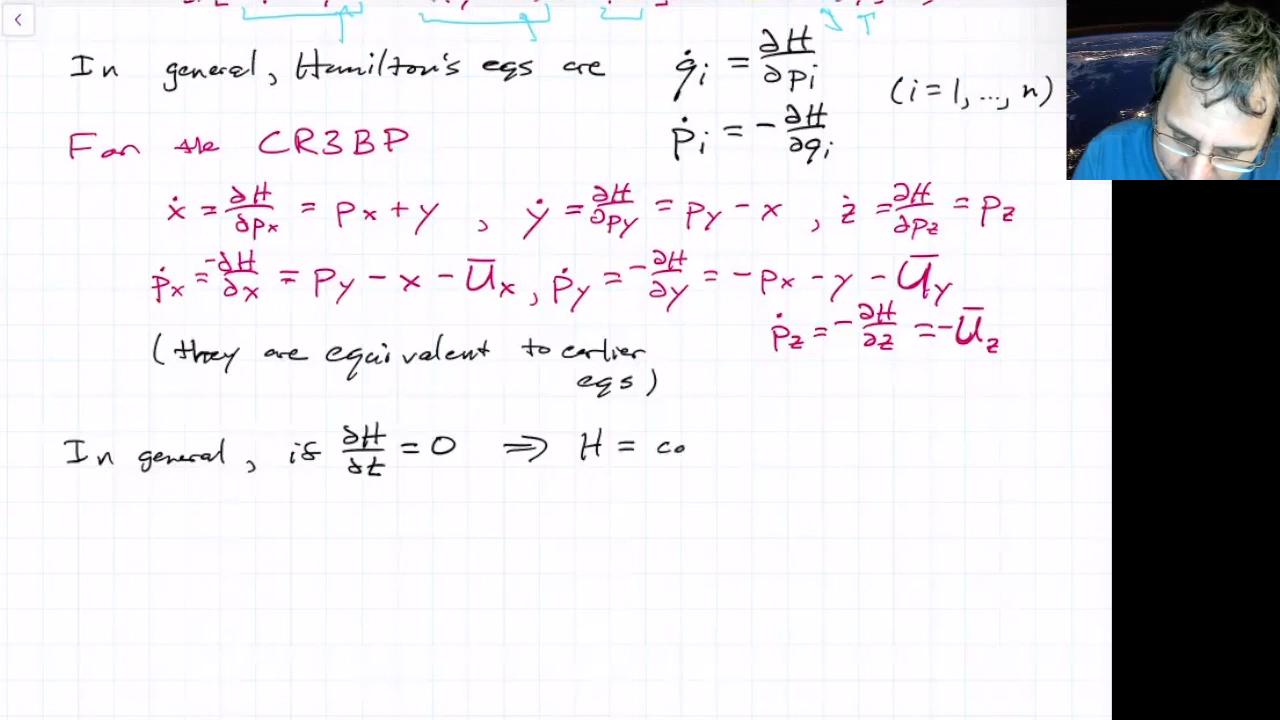 In general, Hamilton's eqs are q̇ᵢ = ∂H/∂pᵢ
(i = 1, ..., n)
ṗᵢ = -∂H/∂qᵢ
For the CR3BP
ẋ = ∂H/∂pₓ = pₓ + y , ẏ = ∂H/∂p_y = p_y - x , ż = ∂H/∂p_z = p_z
ṗₓ = -∂H/∂x = p_y - x - Ūₓ , ṗ_y = -∂H/∂y = -pₓ - y - Ū_y
ṗ_z = -∂H/∂z = -Ū_z
(they are equivalent to earlier
eqs)
In general, if ∂H/∂t = 0 ⇒ H = co